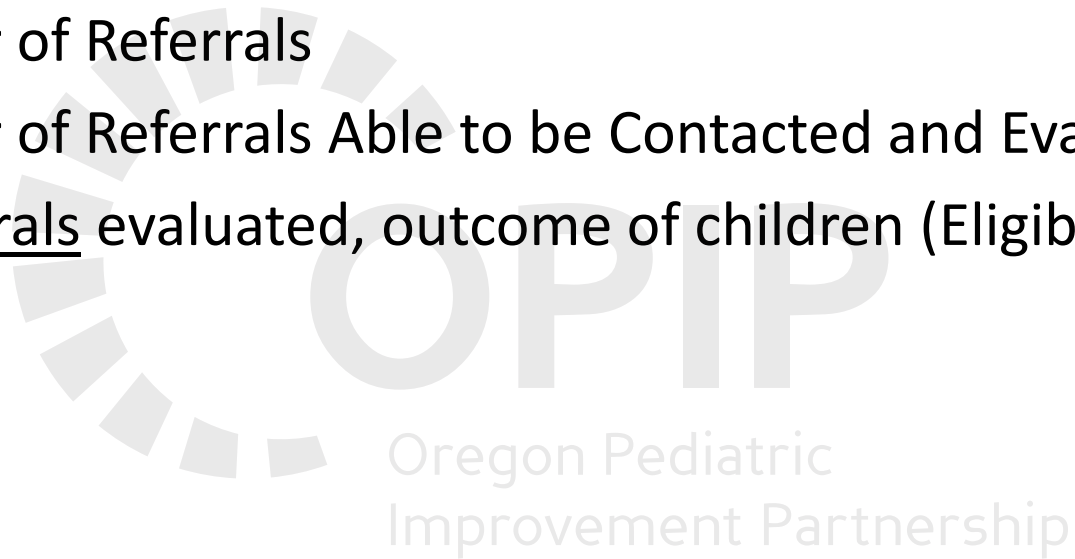 of Referrals
of Referrals Able to be Contacted and Eva
rals evaluated, outcome of children (Eligib
OPIP
Oregon Pediatric
Improvement Partnership